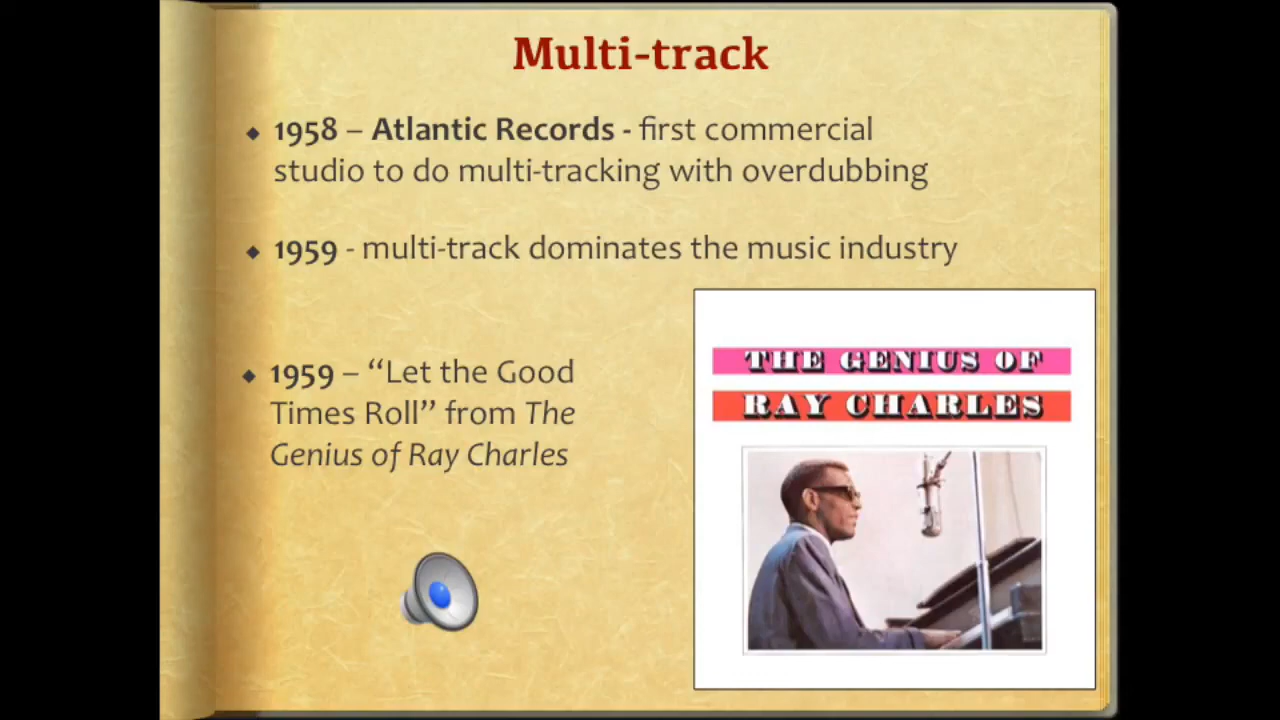 Multi-track
◆ 1958 – Atlantic Records - first commercial
studio to do multi-tracking with overdubbing
◆ 1959 - multi-track dominates the music industry
◆ 1959 – “Let the Good
Times Roll” from The
Genius of Ray Charles
THE GENIUS OF
RAY CHARLES